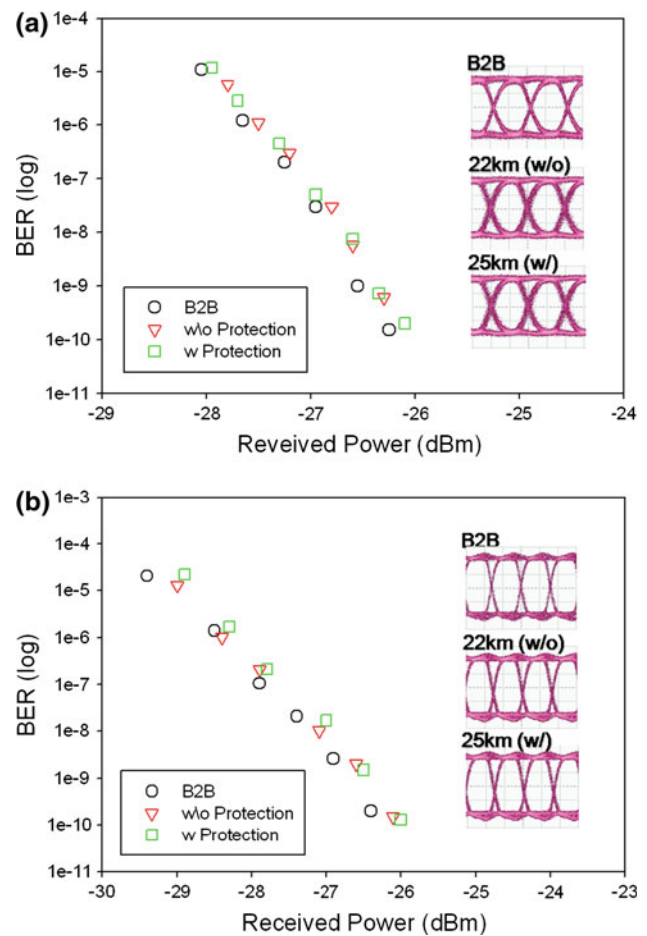 (a)
1e-4
1e-5
1e-6
1e-7
1e-8
1e-9
1e-10
1e-11
BER (log)
B2B
22km (w/o)
25km (w/)
B2B
w\o Protection
w Protection
-29
-28
-27
-26
-25
-24
Reveived Power (dBm)
(b)
1e-3
1e-4
1e-5
1e-6
1e-7
1e-8
1e-9
1e-10
1e-11
BER (log)
B2B
22km (w/o)
25km (w/)
B2B
w\o Protection
w Protection
-30
-29
-28
-27
-26
-25
-24
-23
Received Power (dBm)